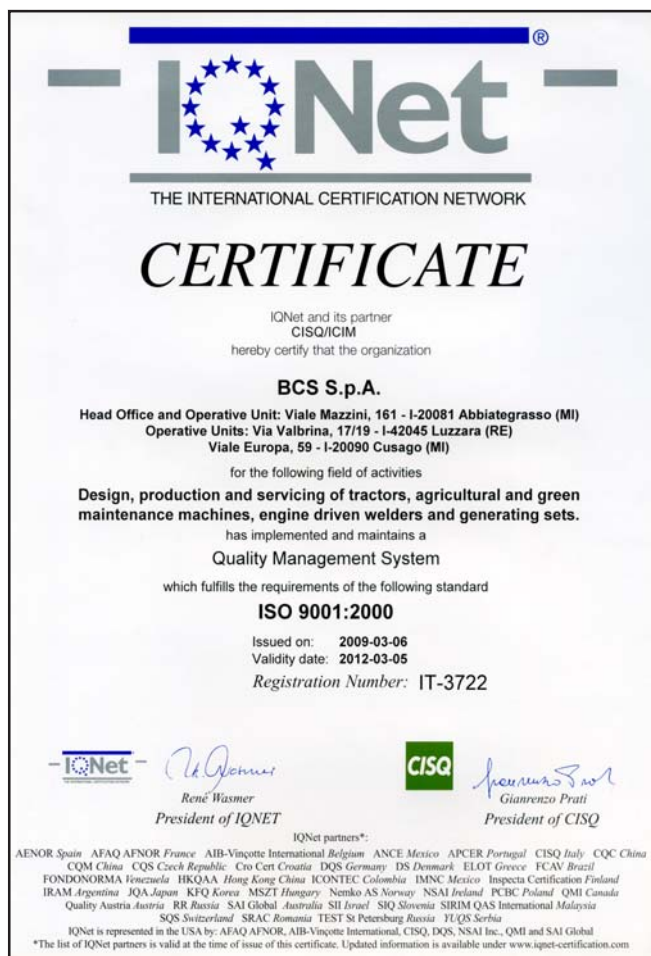 IQNet ®
THE INTERNATIONAL CERTIFICATION NETWORK
CERTIFICATE
IQNet and its partner
CISQ/ICIM
hereby certify that the organization
BCS S.p.A.
Head Office and Operative Unit: Viale Mazzini, 161 - I-20081 Abbiategrasso (MI)
Operative Units: Via Valbrina, 17/19 - I-42045 Luzzara (RE)
Viale Europa, 59 - I-20090 Cusago (MI)
for the following field of activities
Design, production and servicing of tractors, agricultural and green
maintenance machines, engine driven welders and generating sets.
has implemented and maintains a
Quality Management System
which fulfills the requirements of the following standard
ISO 9001:2000
Issued on: 2009-03-06
Validity date: 2012-03-05
Registration Number: IT-3722
IQNet
CISQ
René Wasmer
President of IQNET
Gianrenzo Prati
President of CISQ
IQNet partners*:
AENOR Spain AFAQ AFNOR France AIB-Vinçotte International Belgium ANCE Mexico APCER Portugal CISQ Italy CQC China
CQM China CQS Czech Republic Cro Cert Croatia DQS Germany DS Denmark ELOT Greece FCAV Brazil
FONDONORMA Venezuela HKQAA Hong Kong China ICONTEC Colombia IMNC Mexico Inspecta Certification Finland
IRAM Argentina JQA Japan KFQ Korea MSZT Hungary Nemko AS Norway NSAI Ireland PCBC Poland QMI Canada
Quality Austria Austria RR Russia SAI Global Australia SII Israel SIQ Slovenia SIRIM QAS International Malaysia
SQS Switzerland SRAC Romania TEST St Petersburg Russia YUQS Serbia
IQNet is represented in the USA by: AFAQ AFNOR, AIB-Vinçotte International, CISQ, DQS, NSAI Inc., QMI and SAI Global
*The list of IQNet partners is valid at the time of issue of this certificate. Updated information is available under www.iqnet-certification.com